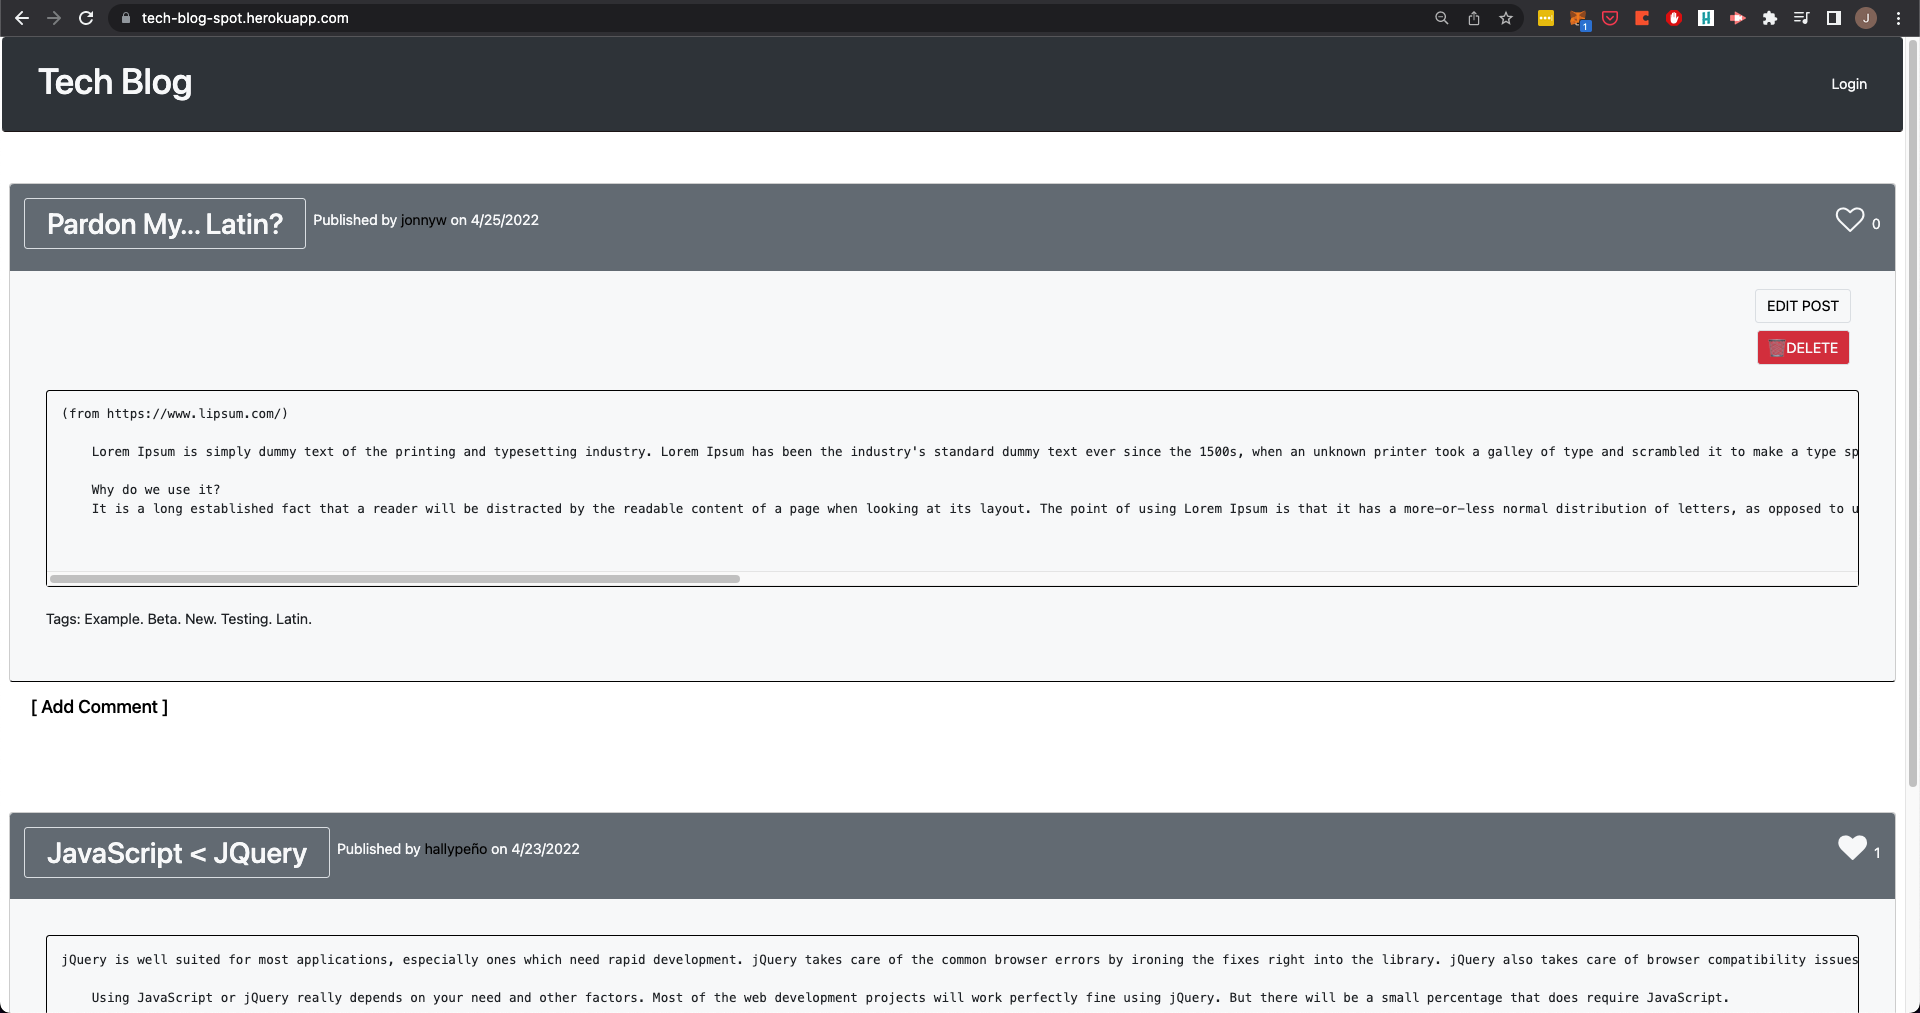 tech-blog-spot.herokuapp.com
1
J
Tech Blog
Login
Pardon My... Latin?
Published by jonnyw on 4/25/2022
0
EDIT POST
DELETE
(from https://www.lipsum.com/)
Lorem Ipsum is simply dummy text of the printing and typesetting industry. Lorem Ipsum has been the industry's standard dummy text ever since the 1500s, when an unknown printer took a galley of type and scrambled it to make a type sp
Why do we use it?
It is a long established fact that a reader will be distracted by the readable content of a page when looking at its layout. The point of using Lorem Ipsum is that it has a more-or-less normal distribution of letters, as opposed to u
Tags: Example. Beta. New. Testing. Latin.
[ Add Comment ]
JavaScript < JQuery
Published by hallypeño on 4/23/2022
1
jQuery is well suited for most applications, especially ones which need rapid development. jQuery takes care of the common browser errors by ironing the fixes right into the library. jQuery also takes care of browser compatibility issues
Using JavaScript or jQuery really depends on your need and other factors. Most of the web development projects will work perfectly fine using jQuery. But there will be a small percentage that does require JavaScript.